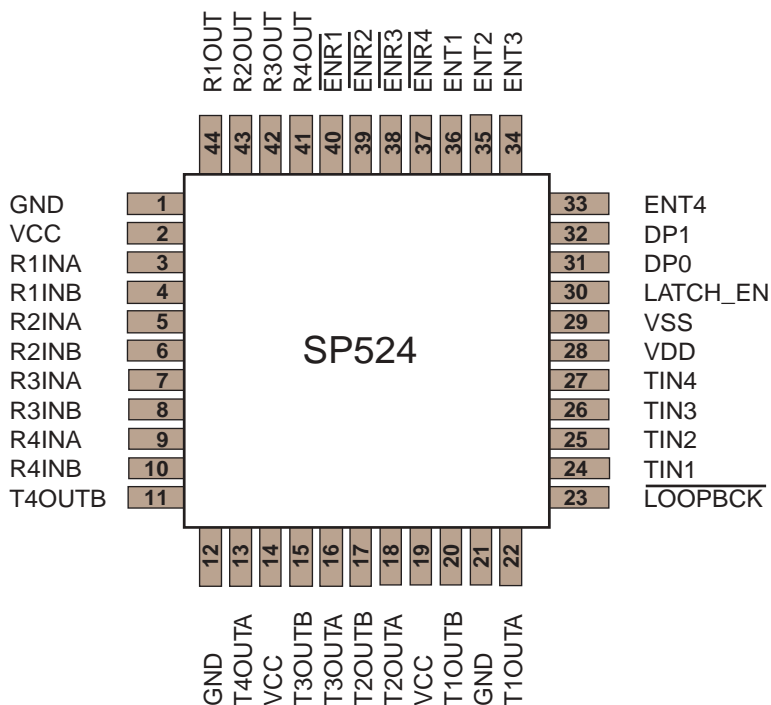 R1OUT
R2OUT
R3OUT
R4OUT
ENR1
ENR2
ENR3
ENR4
ENT1
ENT2
ENT3
44
43
42
41
40
39
38
37
36
35
34
GND 1
VCC 2
R1INA 3
R1INB 4
R2INA 5
R2INB 6
R3INA 7
R3INB 8
R4INA 9
R4INB 10
T4OUTB 11
SP524
33 ENT4
32 DP1
31 DP0
30 LATCH_EN
29 VSS
28 VDD
27 TIN4
26 TIN3
25 TIN2
24 TIN1
23 LOOPBCK
12
13
14
15
16
17
18
19
20
21
22
GND
T4OUTA
VCC
T3OUTB
T3OUTA
T2OUTB
T2OUTA
VCC
T1OUTB
GND
T1OUTA